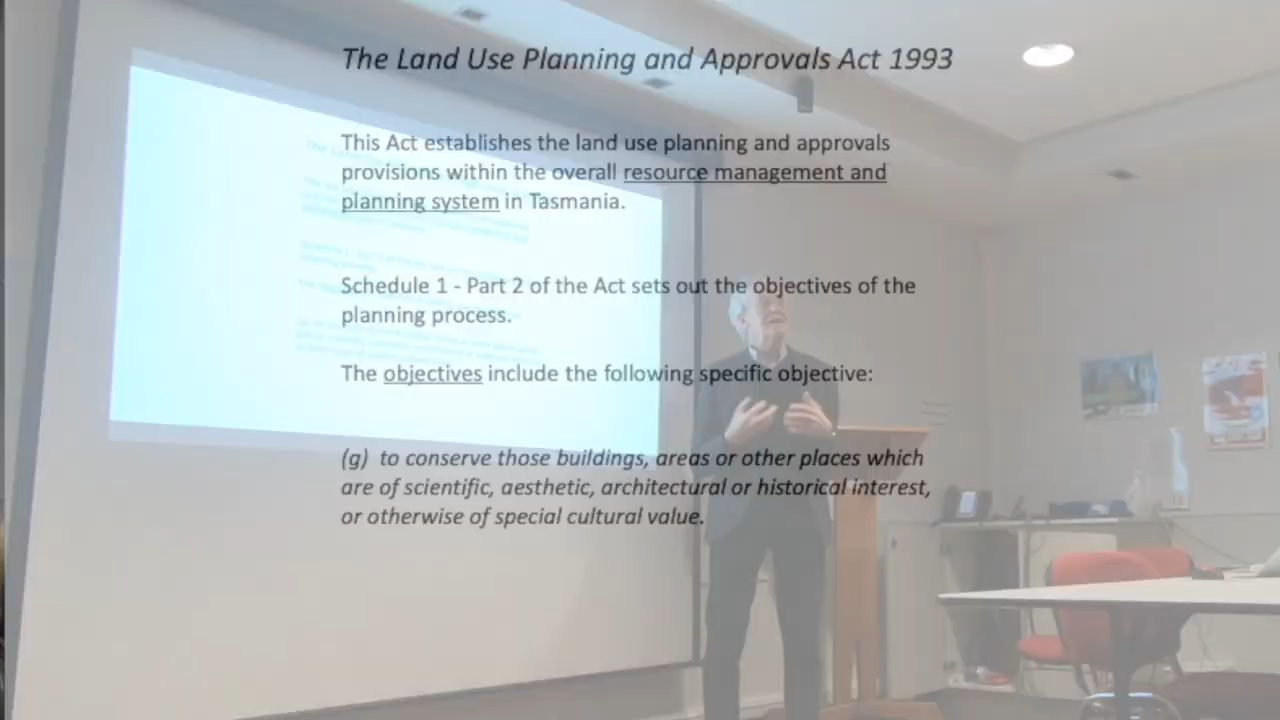 The Land Use Planning and Approvals Act 1993
This Act establishes the land use planning and approvals
provisions within the overall resource management and
planning system in Tasmania.
Schedule 1 - Part 2 of the Act sets out the objectives of the
planning process.
The objectives include the following specific objective:
(g) to conserve those buildings, areas or other places which
are of scientific, aesthetic, architectural or historical interest,
or otherwise of special cultural value.